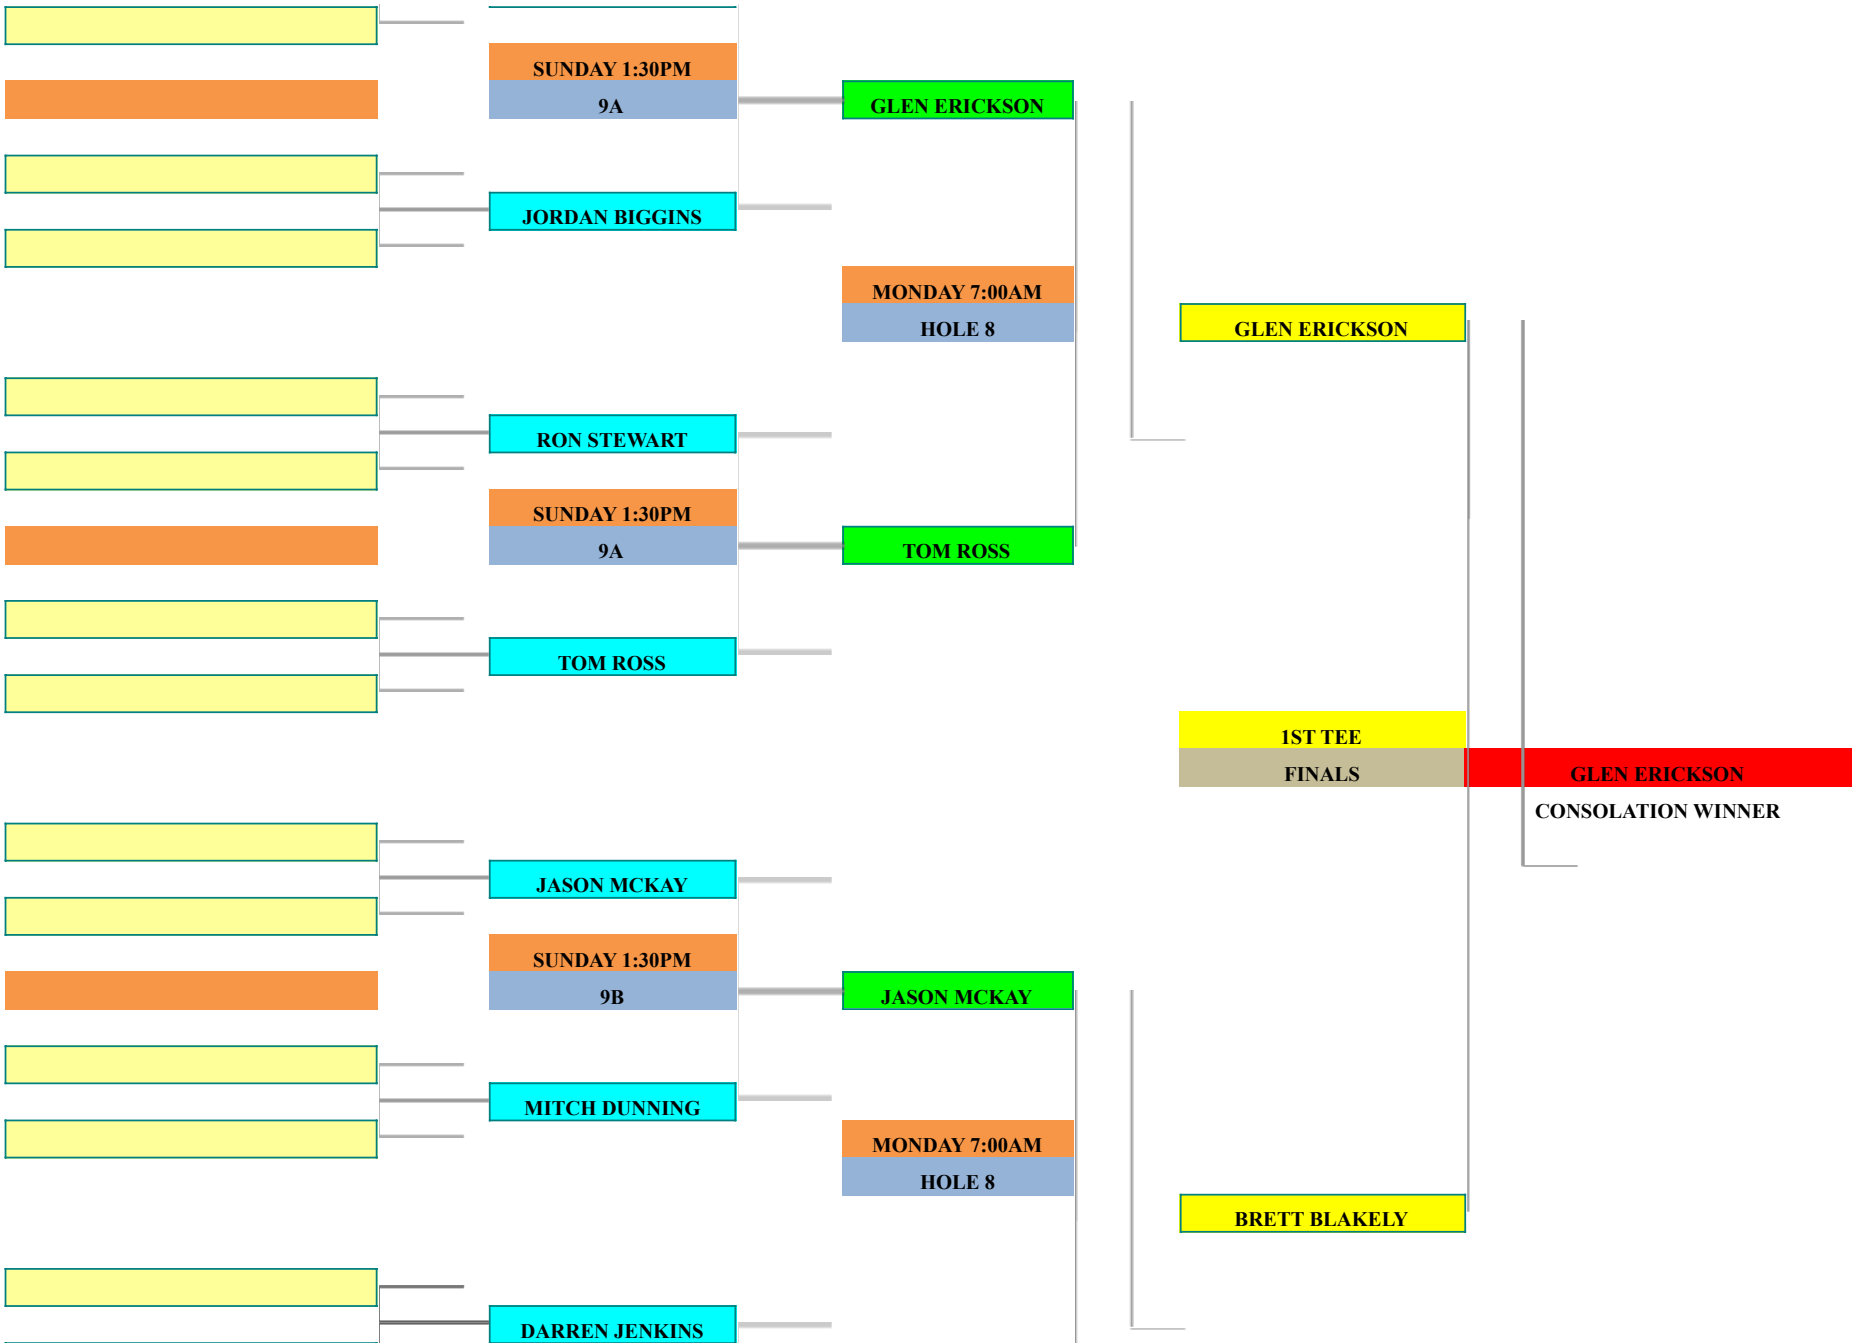 SUNDAY 1:30PM
9A
GLEN ERICKSON
JORDAN BIGGINS
MONDAY 7:00AM
HOLE 8
GLEN ERICKSON
RON STEWART
SUNDAY 1:30PM
9A
TOM ROSS
TOM ROSS
1ST TEE
FINALS
GLEN ERICKSON
CONSOLATION WINNER
JASON MCKAY
SUNDAY 1:30PM
9B
JASON MCKAY
MITCH DUNNING
MONDAY 7:00AM
HOLE 8
BRETT BLAKELY
DARREN JENKINS